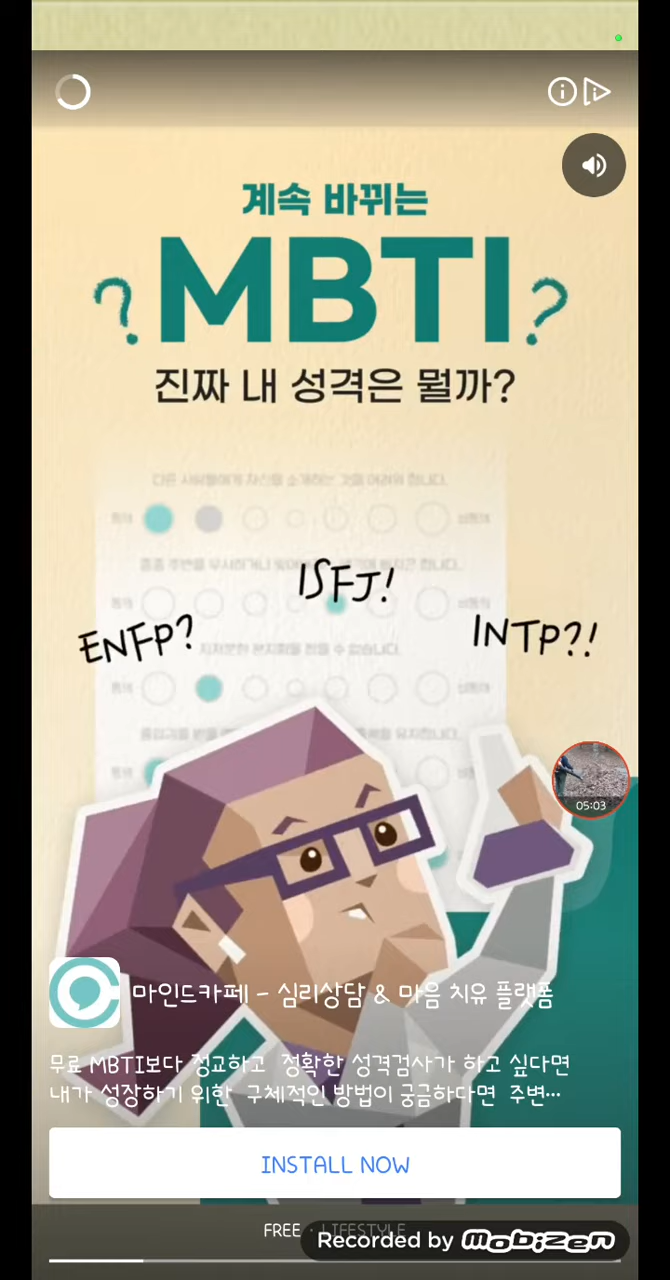 계속 바뀌는
?MBTI?
진짜 내 성격은 뭘까?
ISFJ!
ENFP?
INTP?!
05:03
마인드카페 - 심리상담 & 마음 치유 플랫폼
무료 MBTI보다 정교하고 정확한 성격검사가 하고 싶다면
내가 성장하기 위한 구체적인 방법이 궁금하다면 주변...
INSTALL NOW
FREE · LIFESTYLE
Recorded by mobizen